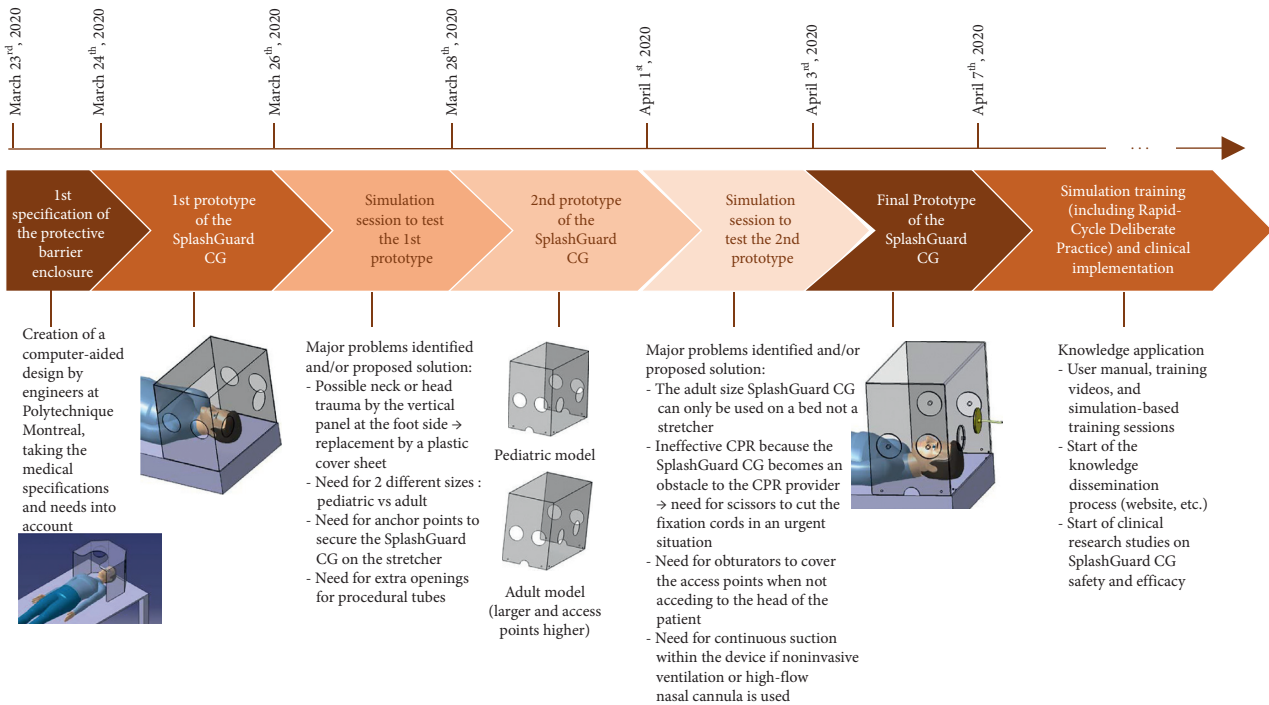 March 23rd, 2020
March 24th, 2020
March 26th, 2020
March 28th, 2020
April 1st, 2020
April 3rd, 2020
April 7th, 2020
...
1st
specification of
the protective
barrier
enclosure
1st prototype
of the
SplashGuard
CG
Simulation
session to test
the 1st
prototype
2nd prototype
of the
SplashGuard
CG
Simulation
session to
test the 2nd
prototype
Final Prototype
of the
SplashGuard
CG
Simulation training
(including Rapid-
Cycle Deliberate
Practice) and clinical
implementation
Creation of a
computer-aided
design by
engineers at
Polytechnique
Montreal,
taking the
medical
specifications
and needs into
account
Major problems identified
and/or proposed solution:
- Possible neck or head
trauma by the vertical
panel at the foot side →
replacement by a plastic
cover sheet
- Need for 2 different sizes :
pediatric vs adult
- Need for anchor points to
secure the SplashGuard
CG on the stretcher
- Need for extra openings
for procedural tubes
Pediatric model
Adult model
(larger and access
points higher)
Major problems identified and/or
proposed solution:
- The adult size SplashGuard CG
can only be used on a bed not a
stretcher
- Ineffective CPR because the
SplashGuard CG becomes an
obstacle to the CPR provider
→ need for scissors to cut the
fixation cords in an urgent
situation
- Need for obturators to cover
the access points when not
acceding to the head of the
patient
- Need for continuous suction
within the device if noninvasive
ventilation or high-flow
nasal cannula is used
Knowledge application
- User manual, training
videos, and
simulation-based
training sessions
- Start of the
knowledge
dissemination
process (website, etc.)
- Start of clinical
research studies on
SplashGuard CG
safety and efficacy